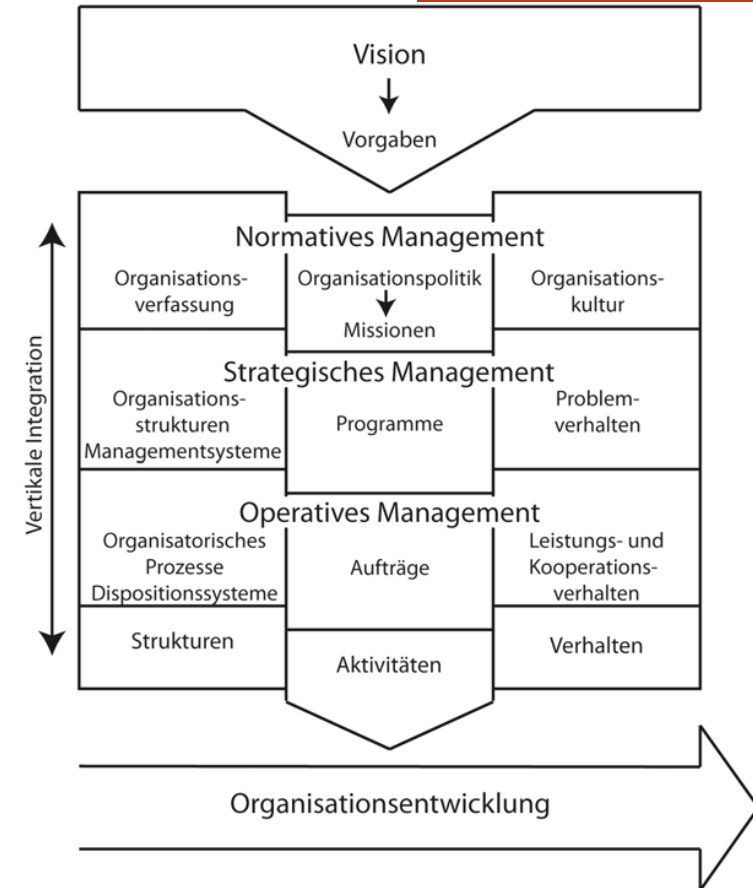 Vision
Vorgaben
Normatives Management
Organisations-
verfassung
Organisationspolitik
Missionen
Organisations-
kultur
Strategisches Management
Organisations-
strukturen
Managementsysteme
Programme
Problem-
verhalten
Operatives Management
Organisatorisches
Prozesse
Dispositionssysteme
Aufträge
Leistungs- und
Kooperations-
verhalten
Strukturen
Aktivitäten
Verhalten
Vertikale Integration
Organisationsentwicklung